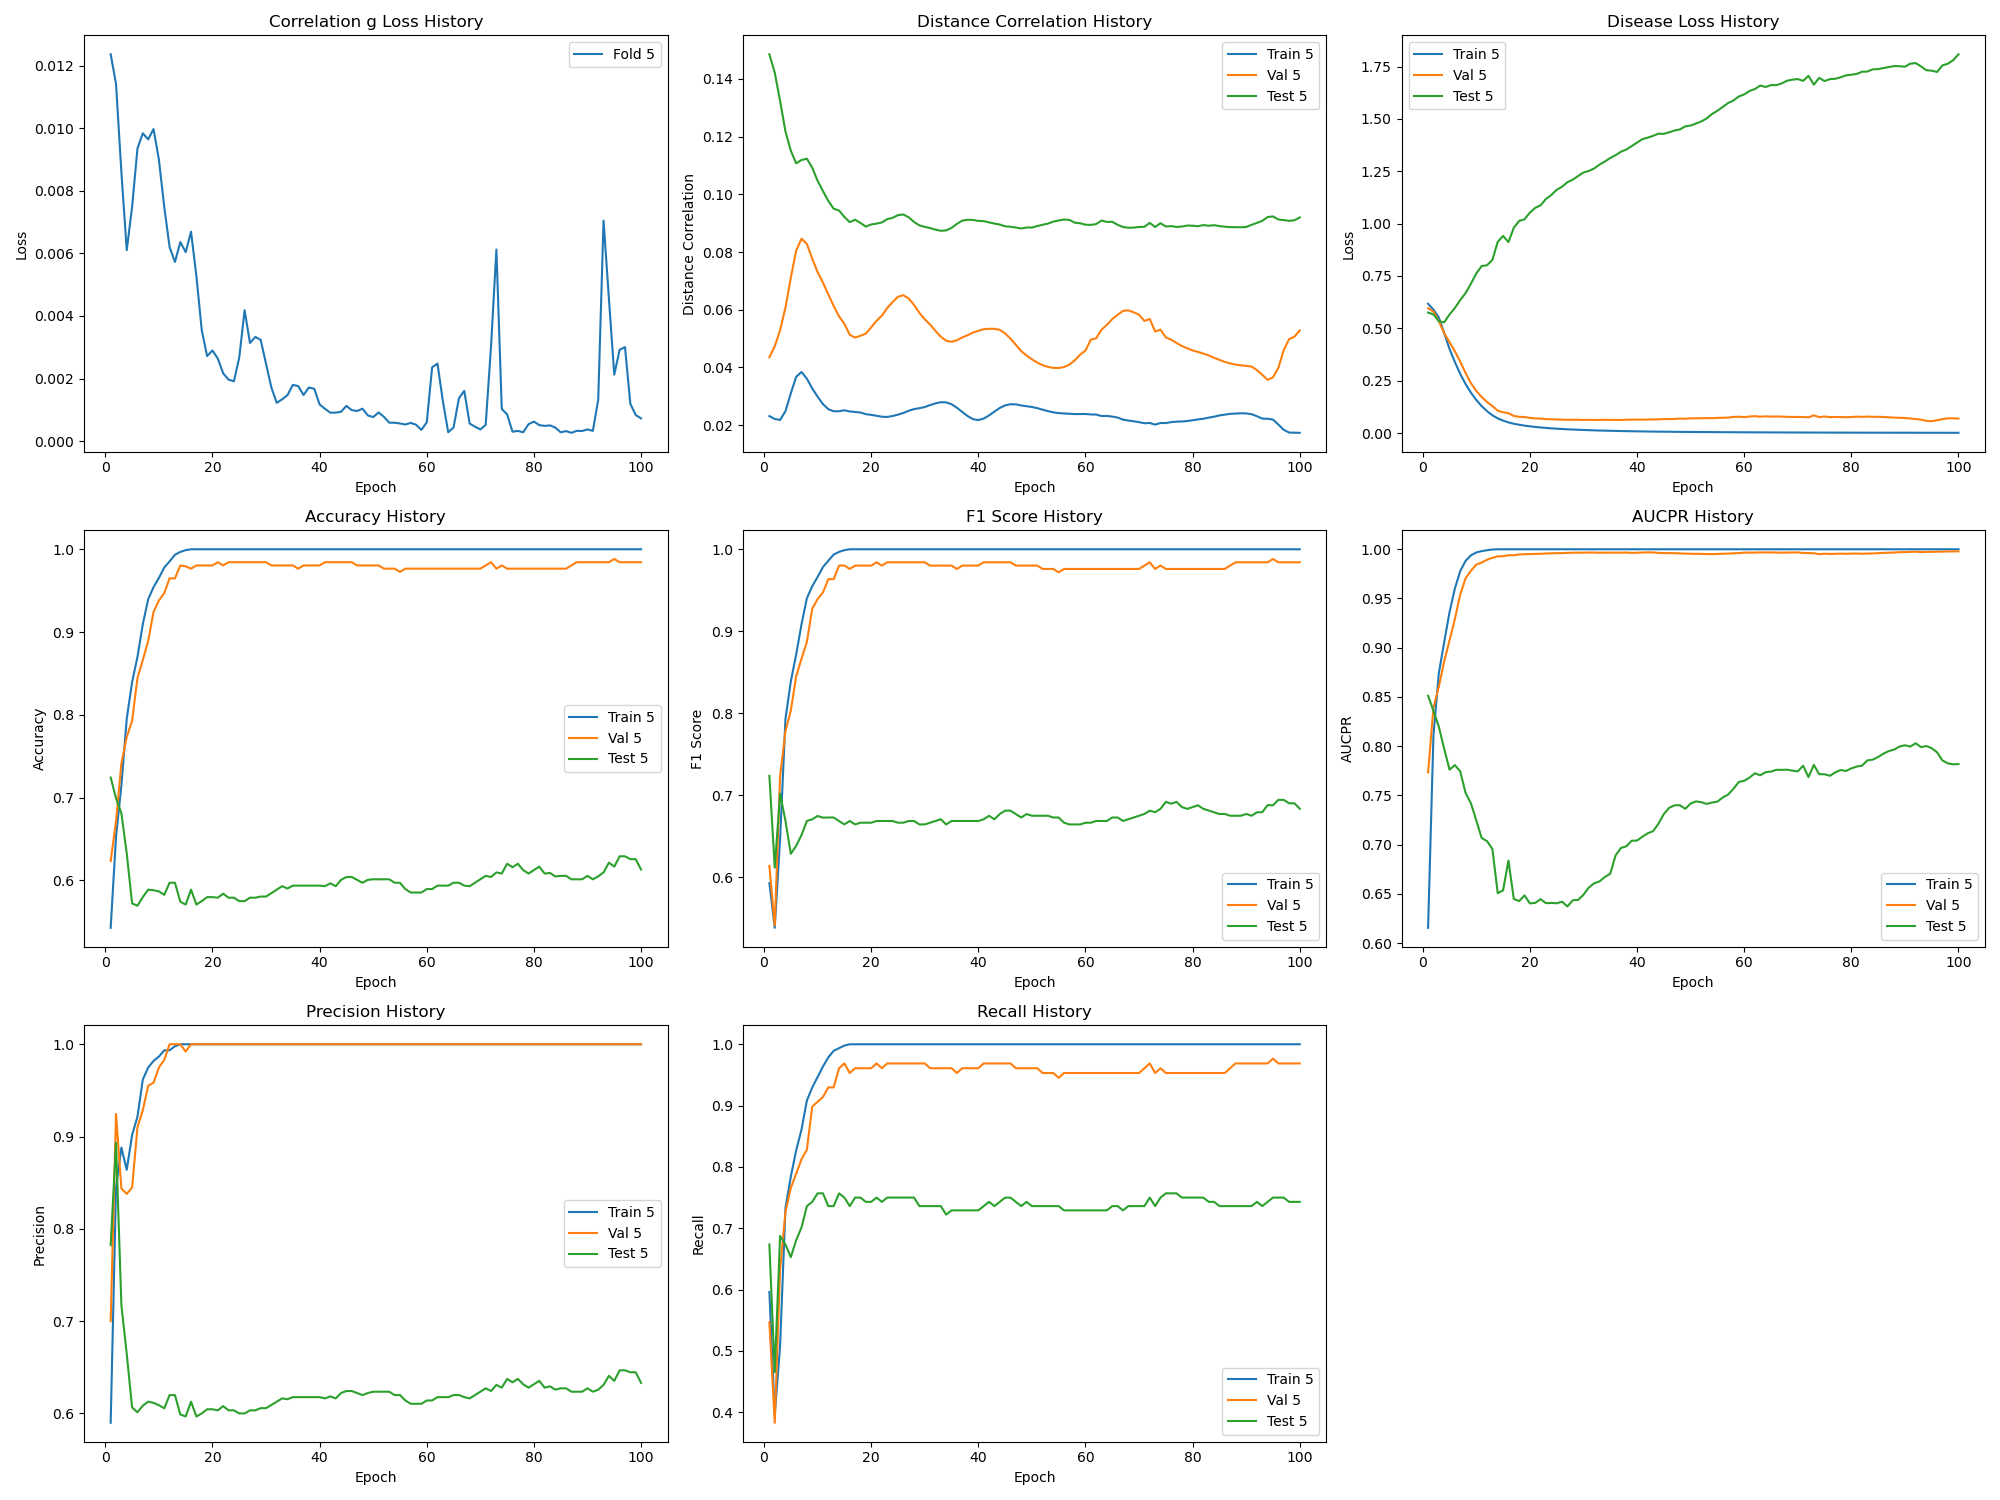 Correlation g Loss History
Loss
0.012
0.010
0.008
0.006
0.004
0.002
0.000
Fold 5
0 20 40 60 80 100
Epoch
Distance Correlation History
Distance Correlation
0.14
0.12
0.10
0.08
0.06
0.04
0.02
Train 5
Val 5
Test 5
0 20 40 60 80 100
Epoch
Disease Loss History
Loss
1.75
1.50
1.25
1.00
0.75
0.50
0.25
0.00
Train 5
Val 5
Test 5
0 20 40 60 80 100
Epoch
Accuracy History
Accuracy
1.0
0.9
0.8
0.7
0.6
Train 5
Val 5
Test 5
0 20 40 60 80 100
Epoch
F1 Score History
F1 Score
1.0
0.9
0.8
0.7
0.6
Train 5
Val 5
Test 5
0 20 40 60 80 100
Epoch
AUCPR History
AUCPR
1.00
0.95
0.90
0.85
0.80
0.75
0.70
0.65
0.60
Train 5
Val 5
Test 5
0 20 40 60 80 100
Epoch
Precision History
Precision
1.0
0.9
0.8
0.7
0.6
Train 5
Val 5
Test 5
0 20 40 60 80 100
Epoch
Recall History
Recall
1.0
0.9
0.8
0.7
0.6
0.5
0.4
Train 5
Val 5
Test 5
0 20 40 60 80 100
Epoch